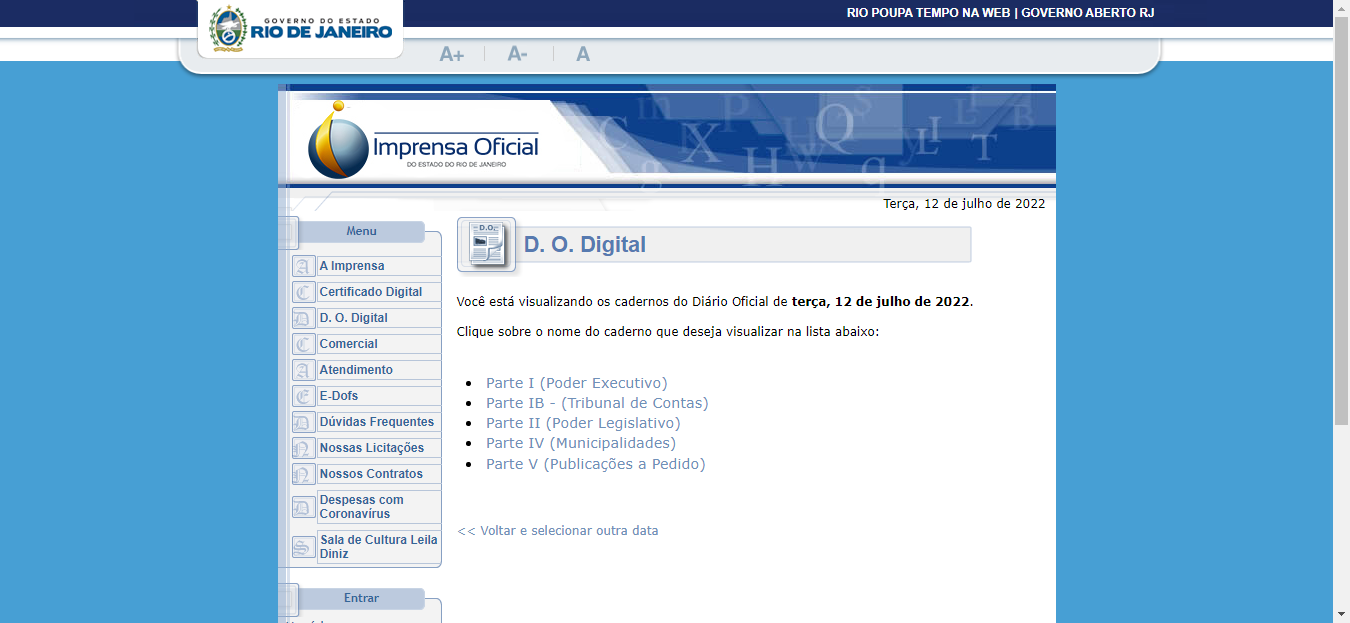 GOVERNO DO ESTADO
RIO DE JANEIRO
RIO POUPA TEMPO NA WEB | GOVERNO ABERTO RJ
A+ A- A
Imprensa Oficial
DO ESTADO DO RIO DE JANEIRO
Terça, 12 de julho de 2022
Menu
A Imprensa
Certificado Digital
D. O. Digital
Comercial
Atendimento
E-Dofs
Dúvidas Frequentes
Nossas Licitações
Nossos Contratos
Despesas com
Coronavírus
Sala de Cultura Leila
Diniz
Entrar
D.O.
D. O. Digital
Você está visualizando os cadernos do Diário Oficial de terça, 12 de julho de 2022.
Clique sobre o nome do caderno que deseja visualizar na lista abaixo:
Parte I (Poder Executivo)
Parte IB - (Tribunal de Contas)
Parte II (Poder Legislativo)
Parte IV (Municipalidades)
Parte V (Publicações a Pedido)
<< Voltar e selecionar outra data